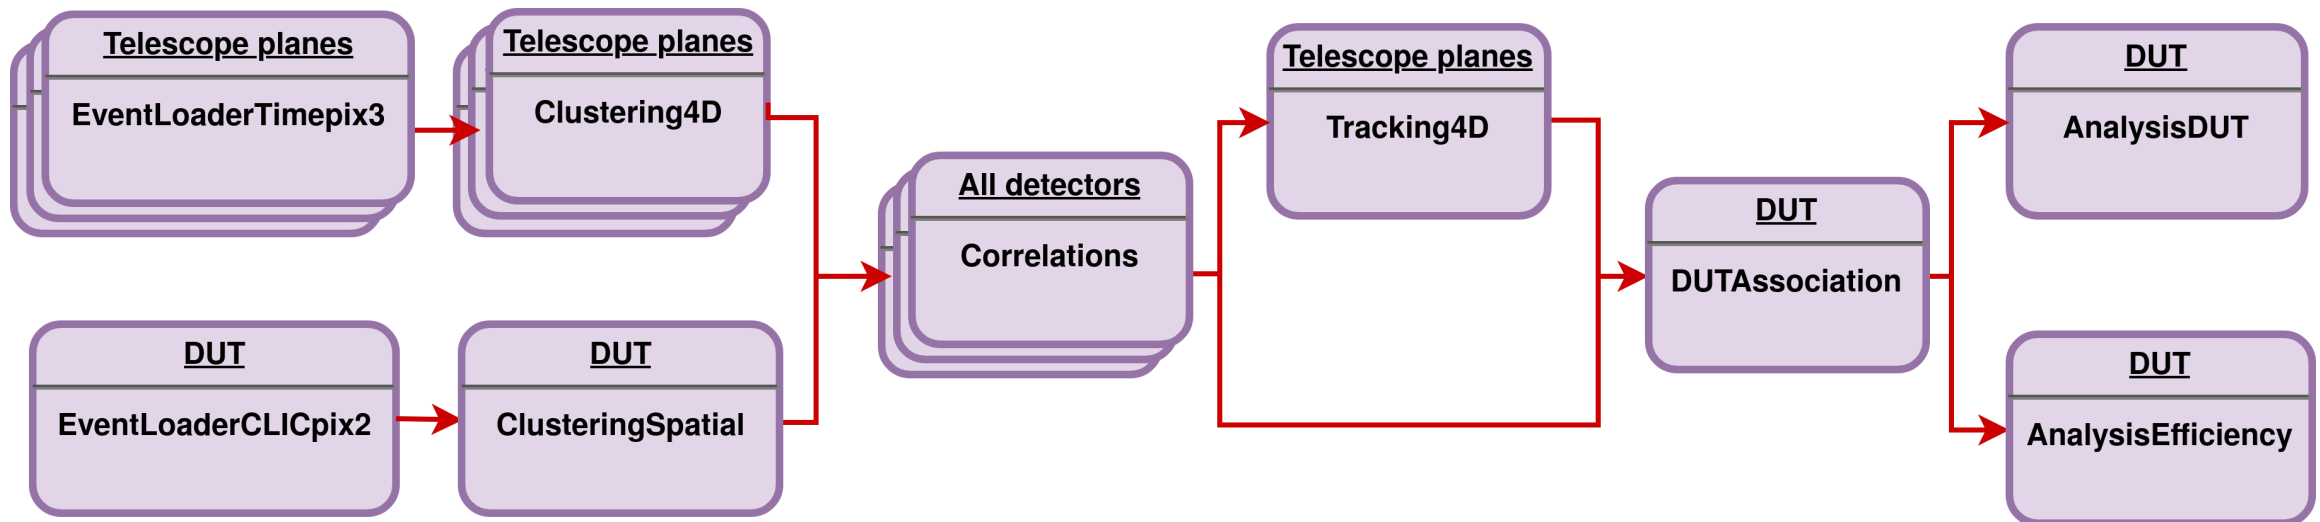 Telescope planes
EventLoaderTimepix3
Telescope planes
Clustering4D
DUT
EventLoaderCLICpix2
DUT
ClusteringSpatial
All detectors
Correlations
Telescope planes
Tracking4D
DUT
DUTAssociation
DUT
AnalysisDUT
DUT
AnalysisEfficiency